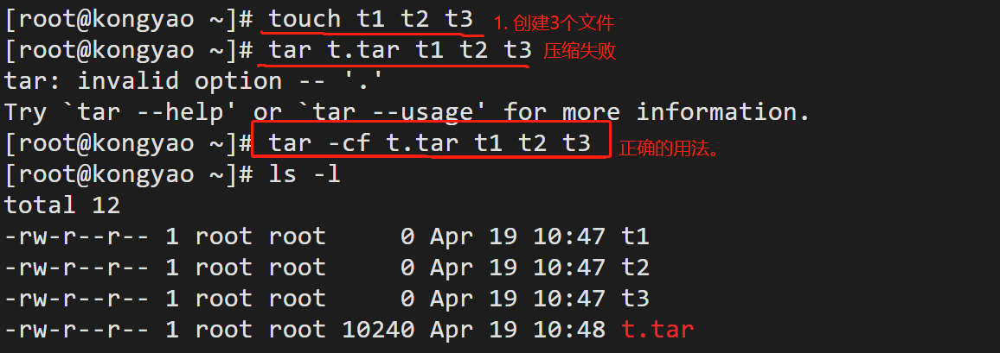 [root@kongyao ~]# touch t1 t2 t3 1. 创建3个文件
[root@kongyao ~]# tar t.tar t1 t2 t3 压缩失败
tar: invalid option -- '.'
Try `tar --help' or `tar --usage' for more information.
[root@kongyao ~]# tar -cf t.tar t1 t2 t3 正确的用法。
[root@kongyao ~]# ls -l
total 12
-rw-r--r-- 1 root root     0 Apr 19 10:47 t1
-rw-r--r-- 1 root root     0 Apr 19 10:47 t2
-rw-r--r-- 1 root root     0 Apr 19 10:47 t3
-rw-r--r-- 1 root root 10240 Apr 19 10:48 t.tar